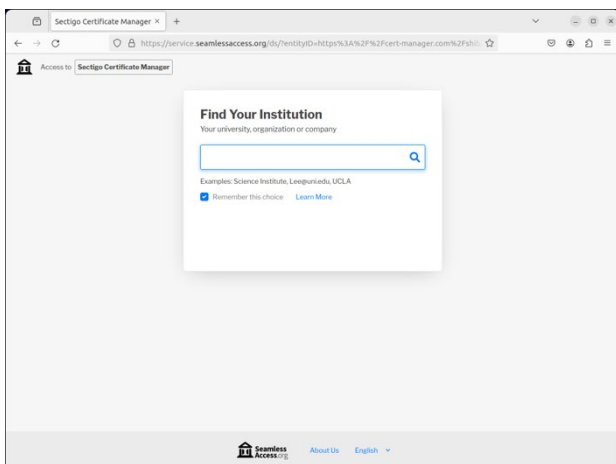 Sectigo Certificate Manager
https://service.seamlessaccess.org/ds/?entityID=https%3A%2F%2Fcert-manager.com%2Fshib
Access to Sectigo Certificate Manager
Find Your Institution
Your university, organization or company
Examples: Science Institute, Lee@uni.edu, UCLA
Remember this choice Learn More
Seamless
Access.org
About Us English